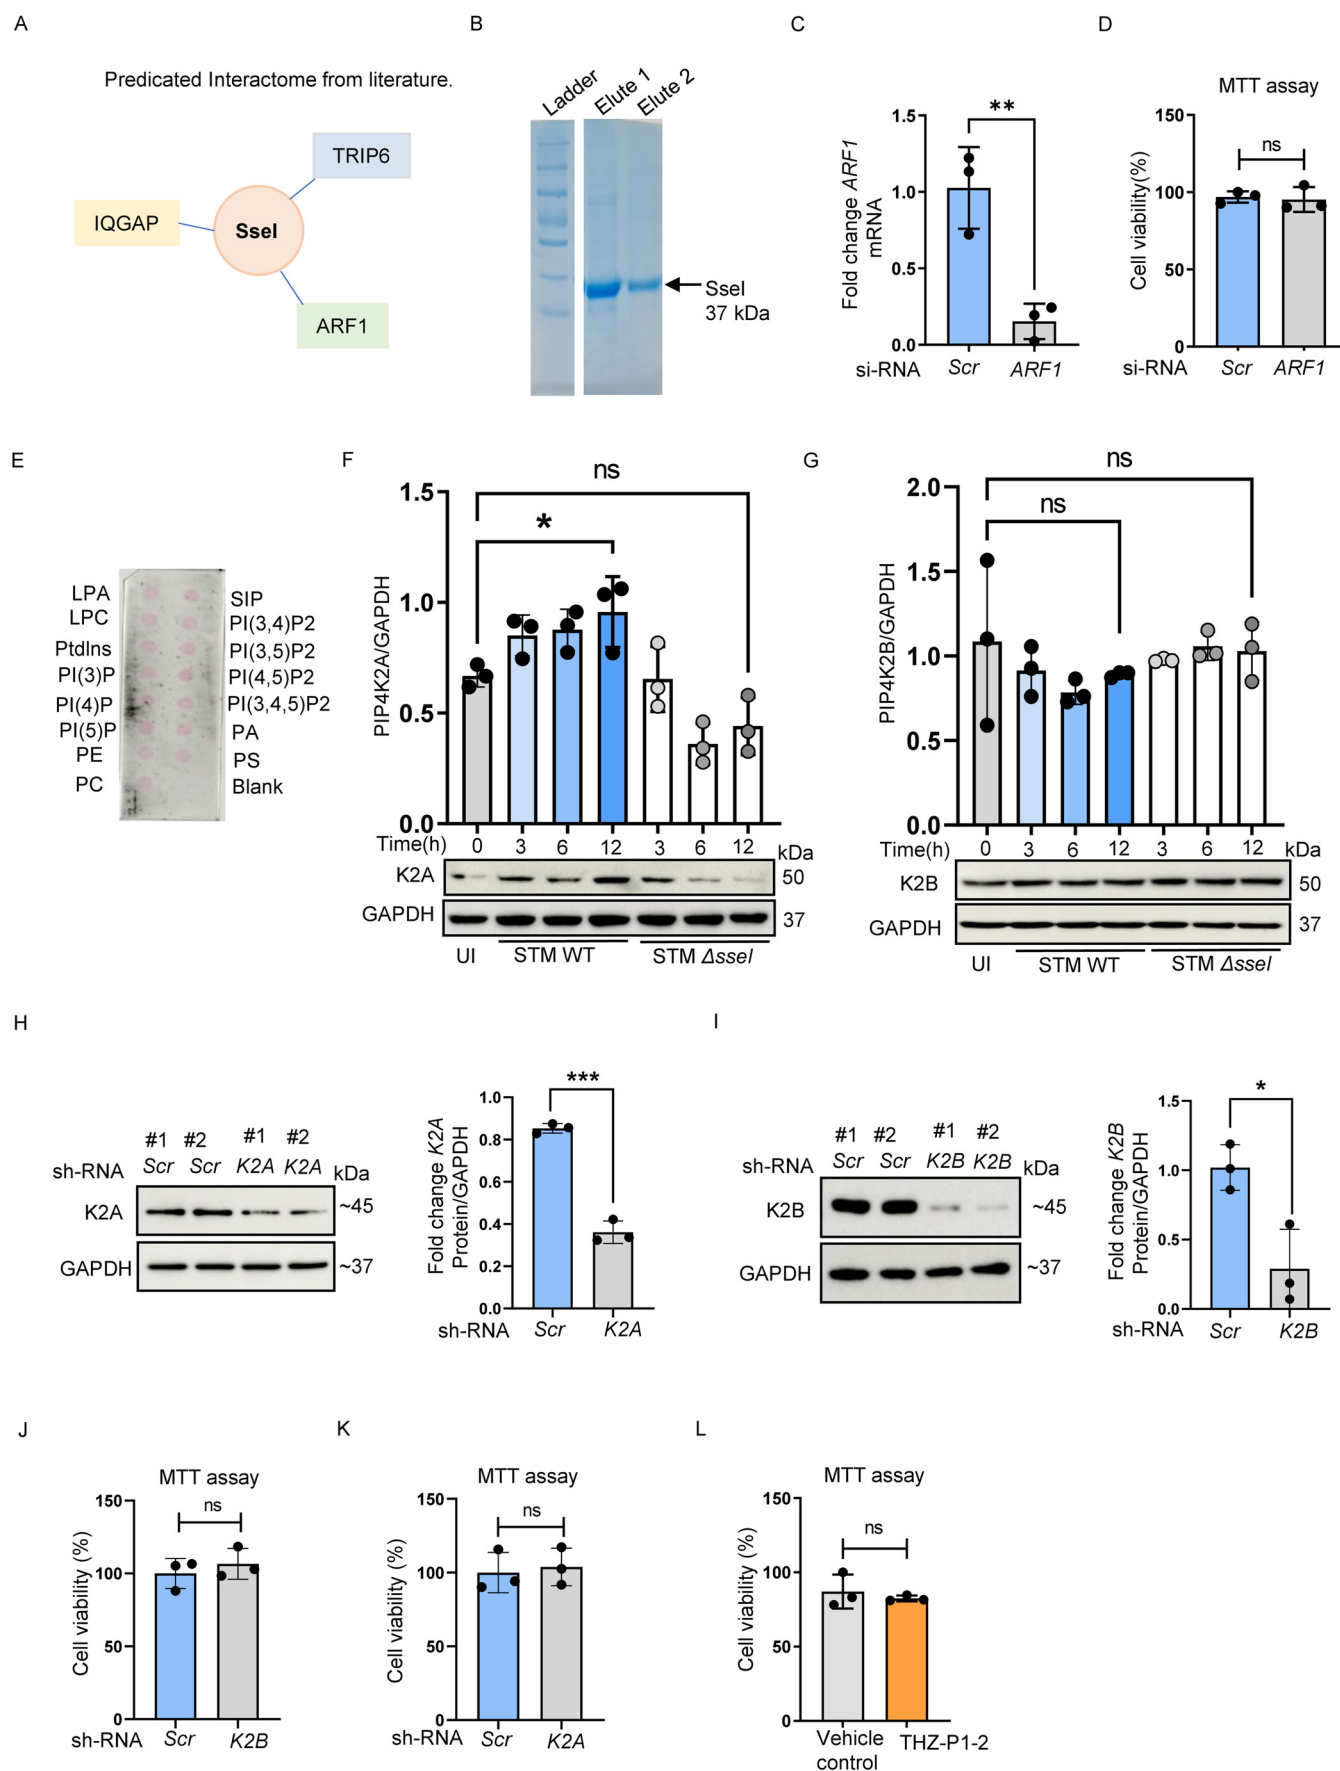 A
Predicated Interactome from literature.
TRIP6
IQGAP
SseI
ARF1
B
Ladder
Elute 1
Elute 2
SseI
37 kDa
C
Fold change ARF1
mRNA
1.5
1.0
0.5
0.0
**
si-RNA Scr ARF1
D
MTT assay
Cell viability(%)
150
100
50
0
ns
si-RNA Scr ARF1
E
LPA
LPC
PtdIns
PI(3)P
PI(4)P
PI(5)P
PE
PC
SIP
PI(3,4)P2
PI(3,5)P2
PI(4,5)P2
PI(3,4,5)P2
PA
PS
Blank
F
PIP4K2A/GAPDH
1.5
1.0
0.5
0.0
ns
*
Time(h) 0 3 6 12 3 6 12 kDa
K2A 50
GAPDH 37
UI STM WT STM ΔsseI
G
PIP4K2B/GAPDH
2.0
1.5
1.0
0.5
0.0
ns
ns
Time(h) 0 3 6 12 3 6 12 kDa
K2B 50
GAPDH 37
UI STM WT STM ΔsseI
H
#1 #2 #1 #2
sh-RNA Scr Scr K2A K2A kDa
K2A ~45
GAPDH ~37
Fold change K2A
Protein/GAPDH
1.0
0.8
0.6
0.4
0.2
0.0
***
sh-RNA Scr K2A
I
#1 #2 #1 #2
sh-RNA Scr Scr K2B K2B kDa
K2B ~45
GAPDH ~37
Fold change K2B
Protein/GAPDH
1.5
1.0
0.5
0.0
*
sh-RNA Scr K2B
J
MTT assay
Cell viability (%)
150
100
50
0
ns
sh-RNA Scr K2B
K
MTT assay
Cell viability (%)
150
100
50
0
ns
sh-RNA Scr K2A
L
MTT assay
Cell viability (%)
150
100
50
0
ns
Vehicle
control
THZ-P1-2